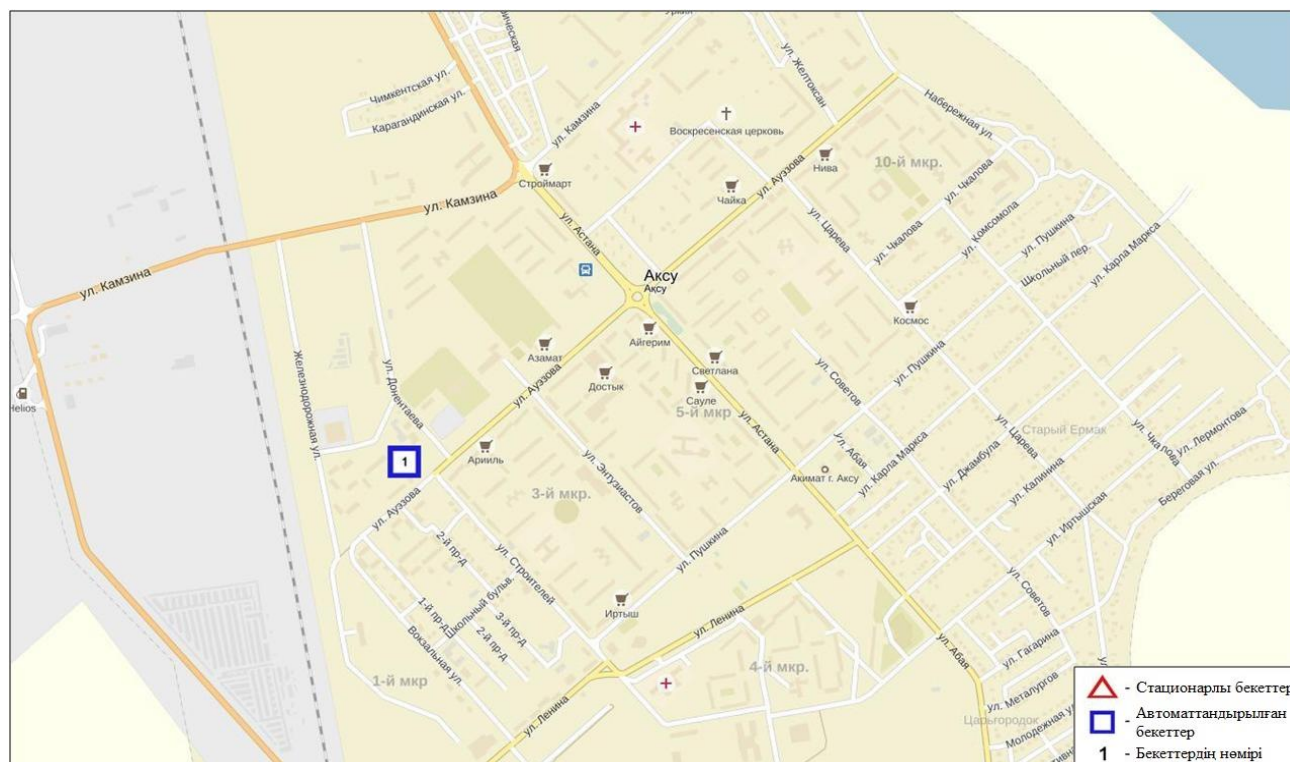 Уркин
ул. Желтоксан
Чимкентская ул.
Карагандинская ул.
ул. Камзина
Набережная ул.
Воскресенская церковь
Строймарт
Нива
10-й мкр.
ул. Чкалова
ул. Ауэзова
Чайка
ул. Камзина
ул. Астана
ул. Царева
ул. Чкалова
ул. Комсомола
ул. Пушкина
Школьный пер.
ул. Карла Маркса
ул. Камзина
Аксу
Аксу
Космос
Айгерим
Азамат
Светлана
Железнодорожная ул.
ул. Донентаева
ул. Ауэзова
Достык
Сауле
ул. Советов
ул. Пушкина
Helios
5-й мкр
ул. Астана
Старый Ермак
ул. Царева
ул. Чкалова
ул. Лермонтова
1
Арииль
ул. Абая
ул. Карла Маркса
ул. Джамбула
ул. Калинина
Береговая ул.
Акимат г. Аксу
ул. Энтузиастов
3-й мкр.
ул. Ауэзова
ул. Иртышская
2-й пр-д
ул. Строителей
ул. Пушкина
Школьный бульв.
1-й пр-д
2-й пр-д
3-й пр-д
Иртыш
ул. Ленина
ул. Советов
Вокзальная ул.
ул. Абая
ул. Гагарина
4-й мкр.
1-й мкр
ул. Ленина
ул. Металургов
Царьгородок
Молодежная ул.
- Стационарлы бекеттер
- Автоматтандырылған
бекеттер
1 - Бекеттердің нөмірі